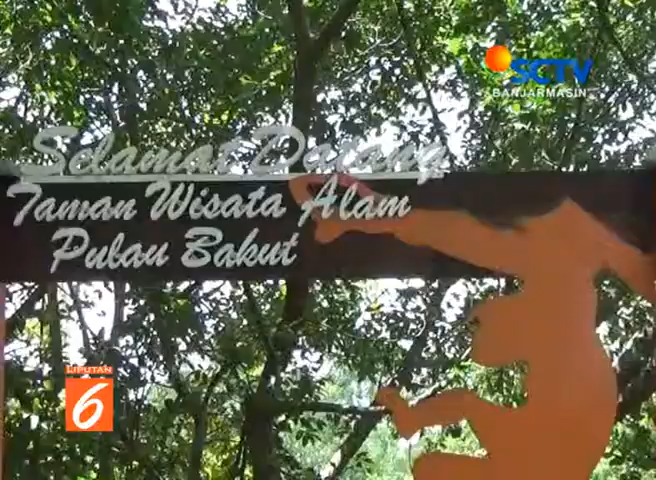 SCTV
BANJARMASIN
Selamat Datang
Taman Wisata Alam
Pulau Bakut
LIPUTAN
6